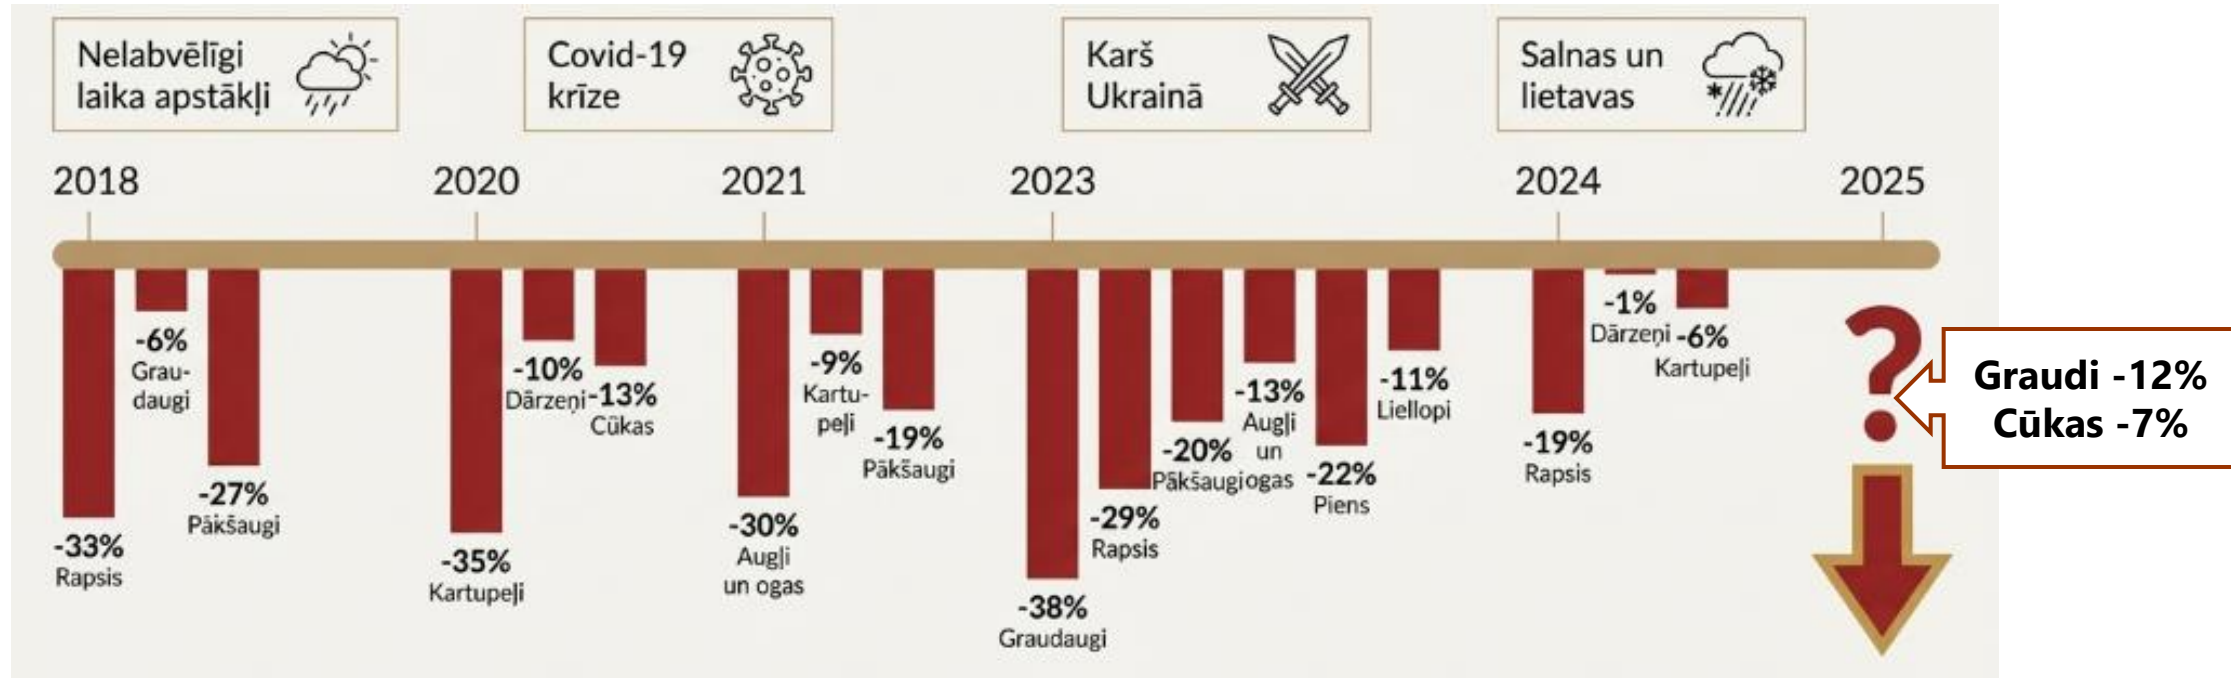 Nelabvēlīgi
laika apstākļi
Covid-19
krīze
Karš
Ukrainā
Salnas un
lietavas
2018
2020
2021
2023
2024
2025
-33%
Rapsis
-6%
Grau-
daugi
-27%
Pākšaugi
-35%
Kartupeļi
-10%
Dārzeņi
-13%
Cūkas
-30%
Augļi
un ogas
-9%
Kartu-
peļi
-19%
Pākšaugi
-38%
Graudaugi
-29%
Rapsis
-20%
Pākšaugi
-13%
Augļi
un
ogas
-22%
Piens
-11%
Liellopi
-19%
Rapsis
-1%
Dārzeņi
-6%
Kartupeļi
?
Graudi -12%
Cūkas -7%